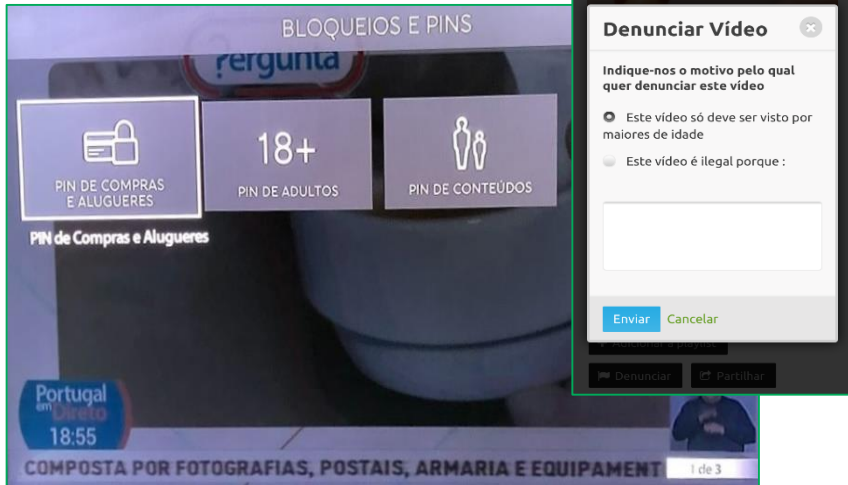 BLOQUEIOS E PINS
Pergunta
PIN DE COMPRAS
E ALUGUERES
18+
PIN DE ADULTOS
PIN DE CONTEÚDOS
PIN de Compras e Alugueres
Portugal
em Direto
18:55
COMPOSTA POR FOTOGRAFIAS, POSTAIS, ARMARIA E EQUIPAMENT
1 de 3
Denunciar Vídeo
Indique-nos o motivo pelo qual
quer denunciar este vídeo
Este vídeo só deve ser visto por
maiores de idade
Este vídeo é ilegal porque :
Enviar Cancelar
+ Adicionar à playlist
Denunciar Partilhar